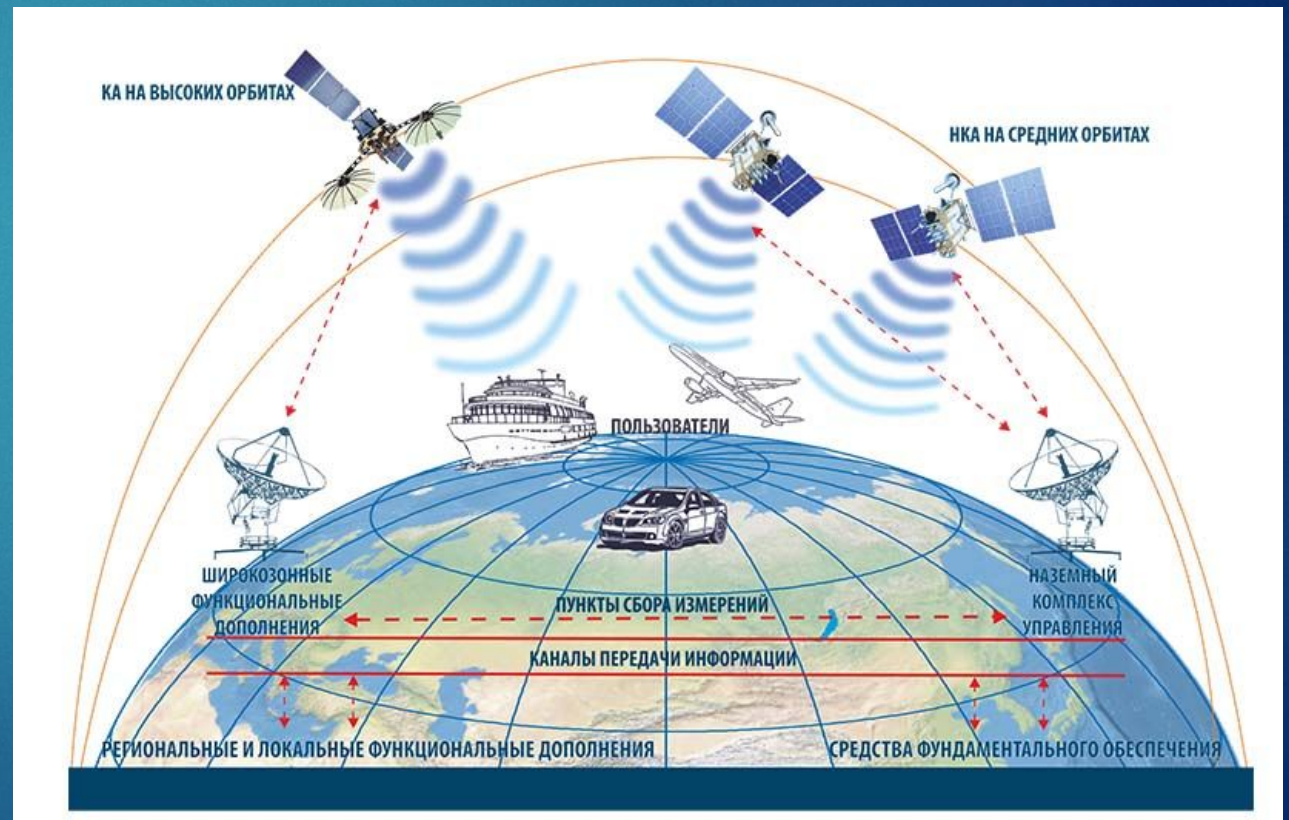 КА НА ВЫСОКИХ ОРБИТАХ
НКА НА СРЕДНИХ ОРБИТАХ
ПОЛЬЗОВАТЕЛИ
ШИРОКОЗОННЫЕ
ФУНКЦИОНАЛЬНЫЕ
ДОПОЛНЕНИЯ
НАЗЕМНЫЙ
КОМПЛЕКС
УПРАВЛЕНИЯ
ПУНКТЫ СБОРА ИЗМЕРЕНИЙ
КАНАЛЫ ПЕРЕДАЧИ ИНФОРМАЦИИ
РЕГИОНАЛЬНЫЕ И ЛОКАЛЬНЫЕ ФУНКЦИОНАЛЬНЫЕ ДОПОЛНЕНИЯ
СРЕДСТВА ФУНДАМЕНТАЛЬНОГО ОБЕСПЕЧЕНИЯ